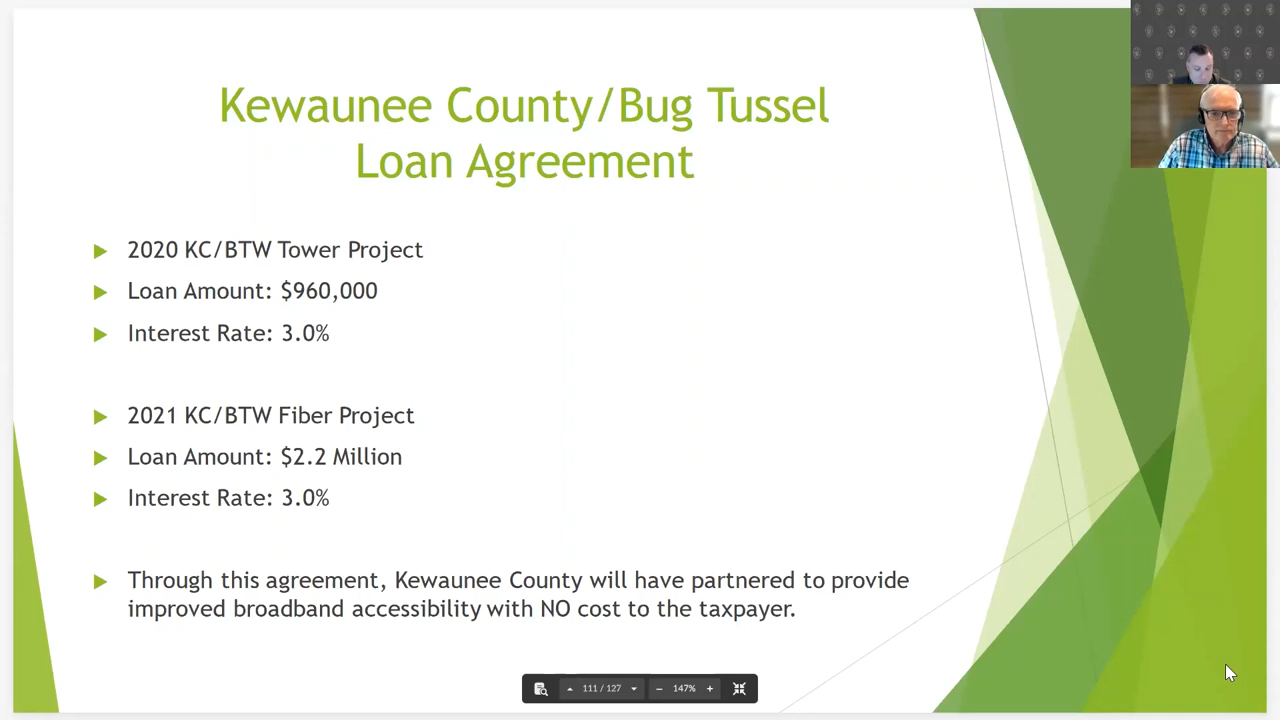 Kewaunee County/Bug Tussel
Loan Agreement
2020 KC/BTW Tower Project
Loan Amount: $960,000
Interest Rate: 3.0%
2021 KC/BTW Fiber Project
Loan Amount: $2.2 Million
Interest Rate: 3.0%
Through this agreement, Kewaunee County will have partnered to provide
improved broadband accessibility with NO cost to the taxpayer.
111 / 127
147%